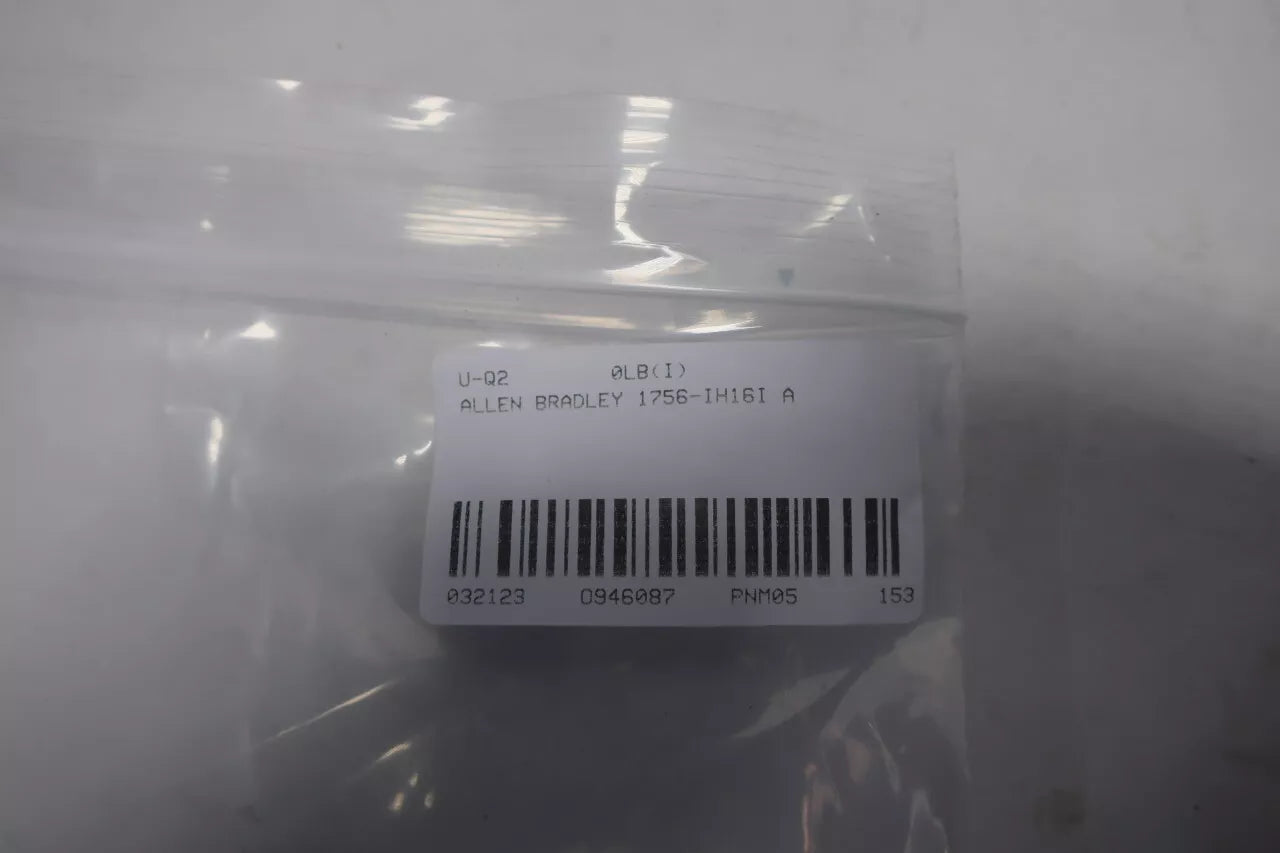 U-Q2 0LB(I)
ALLEN BRADLEY 1756-IH16I A
032123 0946087 PNM05 153